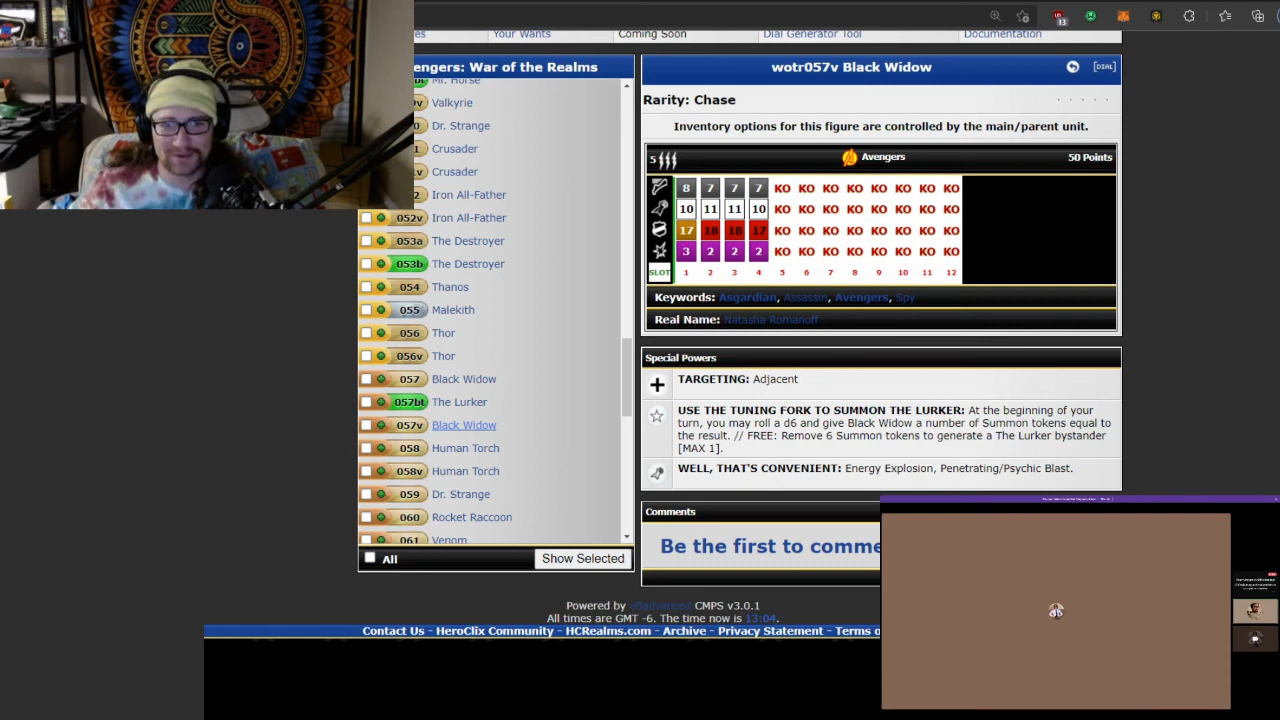 Your Wants
Coming Soon
Dial Generator Tool
Documentation
engers: War of the Realms
Mr. Horse
Valkyrie
Dr. Strange
Crusader
Crusader
Iron All-Father
052v Iron All-Father
053a The Destroyer
053b The Destroyer
054 Thanos
055 Malekith
056 Thor
056v Thor
057 Black Widow
057bt The Lurker
057v Black Widow
058 Human Torch
058v Human Torch
059 Dr. Strange
060 Rocket Raccoon
061 Venom
All
Show Selected
wotr057v Black Widow
[DIAL]
Rarity: Chase
Inventory options for this figure are controlled by the main/parent unit.
5 Avengers 50 Points
8 7 7 7 KO KO KO KO KO KO KO KO
10 11 11 10 KO KO KO KO KO KO KO KO
17 18 18 17 KO KO KO KO KO KO KO KO
3 2 2 2 KO KO KO KO KO KO KO KO
SLOT 1 2 3 4 5 6 7 8 9 10 11 12
Keywords: Asgardian, Assassin, Avengers, Spy
Real Name: Natasha Romanoff
Special Powers
TARGETING: Adjacent
USE THE TUNING FORK TO SUMMON THE LURKER: At the beginning of your
turn, you may roll a d6 and give Black Widow a number of Summon tokens equal to
the result. // FREE: Remove 6 Summon tokens to generate a The Lurker bystander
[MAX 1].
WELL, THAT'S CONVENIENT: Energy Explosion, Penetrating/Psychic Blast.
Comments
Be the first to comme
Powered by vBadvanced CMPS v3.0.1
All times are GMT -6. The time now is 13:04.
Contact Us - HeroClix Community - HCRealms.com - Archive - Privacy Statement - Terms o